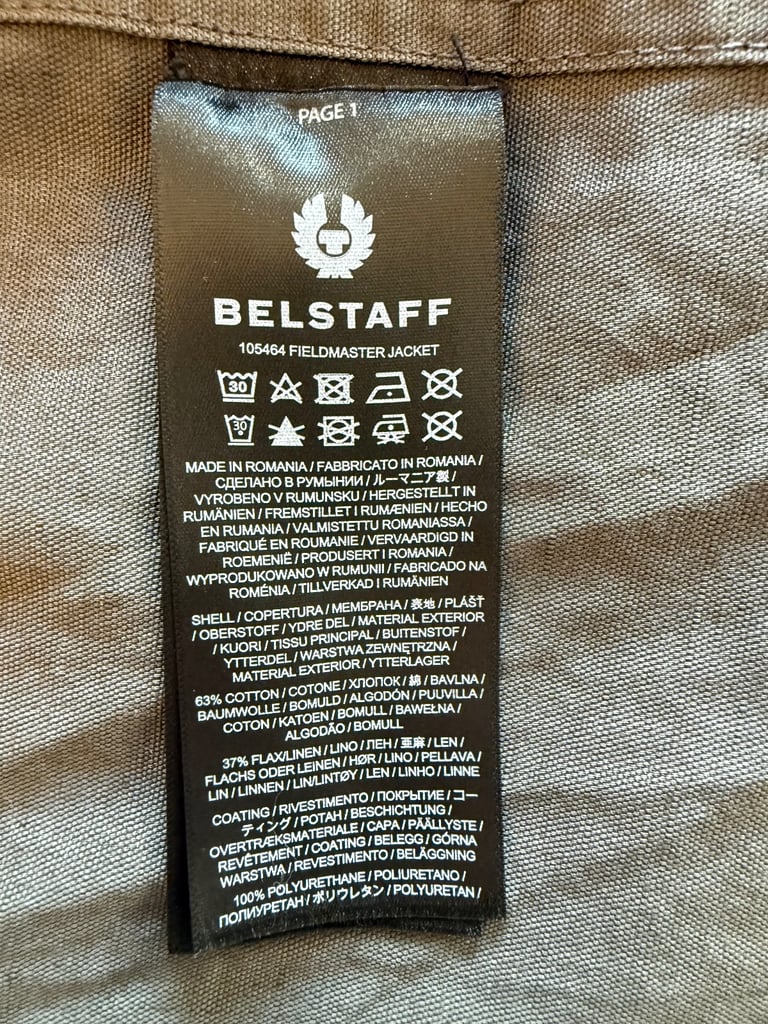 PAGE 1
BELSTAFF
105464 FIELDMASTER JACKET
30
30
MADE IN ROMANIA / FABBRICATO IN ROMANIA /
СДЕЛАНО В РУМЫНИИ / ルーマニア製 /
VYROBENO V RUMUNSKU / HERGESTELLT IN
RUMÄNIEN / FREMSTILLET I RUMÆNIEN / HECHO
EN RUMANIA / VALMISTETTU ROMANIASSA /
FABRIQUÉ EN ROUMANIE / VERVAARDIGD IN
ROEMENIË / PRODUSERT I ROMANIA /
WYPRODUKOWANO W RUMUNII / FABRICADO NA
ROMÉNIA / TILLVERKAD I RUMÄNIEN
SHELL / COPERTURA / МЕМБРАНА / 表地 / PLÁŠŤ
/ OBERSTOFF / YDRE DEL / MATERIAL EXTERIOR
/ KUORI / TISSU PRINCIPAL / BUITENSTOF /
YTTERDEL / WARSTWA ZEWNĘTRZNA /
MATERIAL EXTERIOR / YTTERLAGER
63% COTTON / COTONE / ХЛОПОК / 綿 / BAVLNA /
BAUMWOLLE / BOMULD / ALGODÓN / PUUVILLA /
COTON / KATOEN / BOMULL / BAWEŁNA /
ALGODÃO / BOMULL
37% FLAX/LINEN / LINO / ЛЕН / 亜麻 / LEN /
FLACHS ODER LEINEN / HØR / LINO / PELLAVA /
LIN / LINNEN / LIN/LINTØY / LEN / LINHO / LINNE
COATING / RIVESTIMENTO / ПОКРЫТИЕ / コー
ティング / POTAH / BESCHICHTUNG /
OVERTRÆKSMATERIALE / CAPA / PÄÄLLYSTE /
REVÊTEMENT / COATING / BELEGG / GÓRNA
WARSTWA / REVESTIMENTO / BELÄGGNING
100% POLYURETHANE / POLIURETANO /
ПОЛИУРЕТАН / ポリウレタン / POLYURETAN /